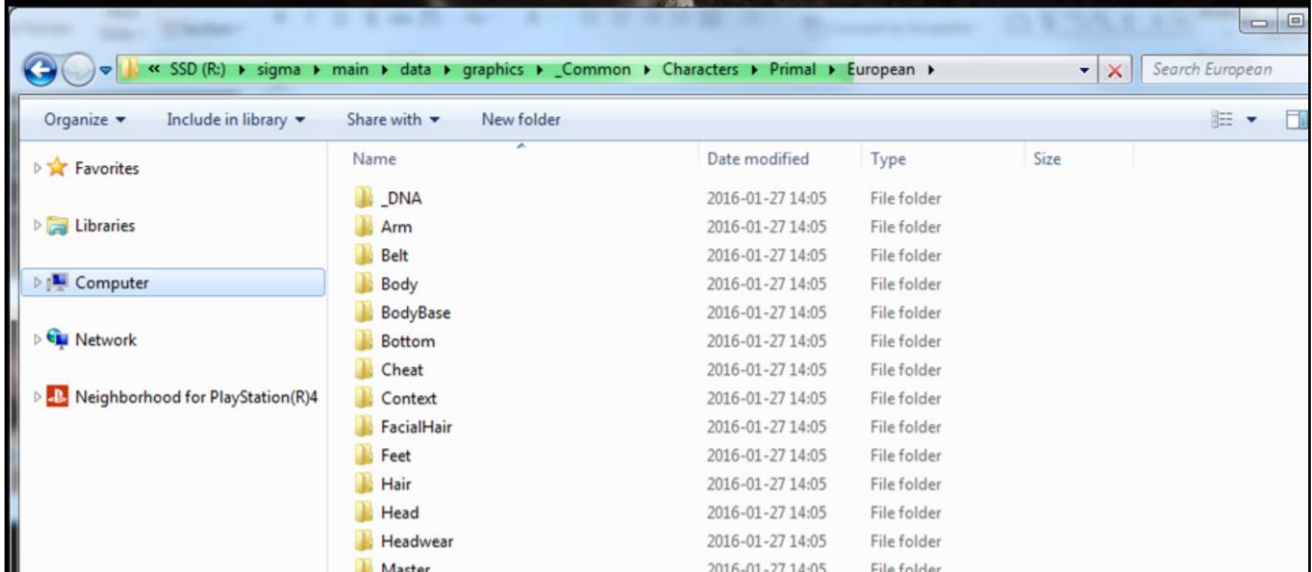 « SSD (R:) ▸ sigma ▸ main ▸ data ▸ graphics ▸ _Common ▸ Characters ▸ Primal ▸ European ▸ Search European
Organize Include in library Share with New folder
Name Date modified Type Size
Favorites
_DNA 2016-01-27 14:05 File folder
Libraries Arm 2016-01-27 14:05 File folder
Belt 2016-01-27 14:05 File folder
Computer Body 2016-01-27 14:05 File folder
BodyBase 2016-01-27 14:05 File folder
Network Bottom 2016-01-27 14:05 File folder
Cheat 2016-01-27 14:05 File folder
Neighborhood for PlayStation(R)4 Context 2016-01-27 14:05 File folder
FacialHair 2016-01-27 14:05 File folder
Feet 2016-01-27 14:05 File folder
Hair 2016-01-27 14:05 File folder
Head 2016-01-27 14:05 File folder
Headwear 2016-01-27 14:05 File folder
Master 2016-01-27 14:05 File folder